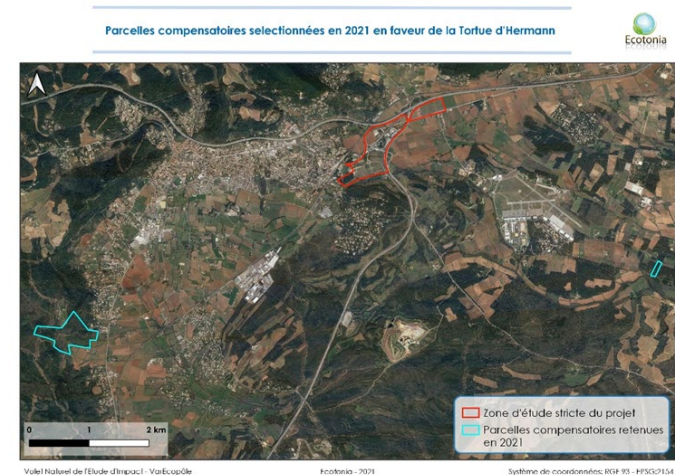 Parcelles compensatoires selectionnées en 2021 en faveur de la Tortue d'Hermann
Ecotonia
0 1 2 km
Zone d'étude stricte du projet
Parcelles compensatoires retenues
en 2021
Volet Naturel de l'Etude d'Impact - VarEcopôle
Ecotonia - 2021
Système de coordonnées: RGF 93 - EPSG:2154